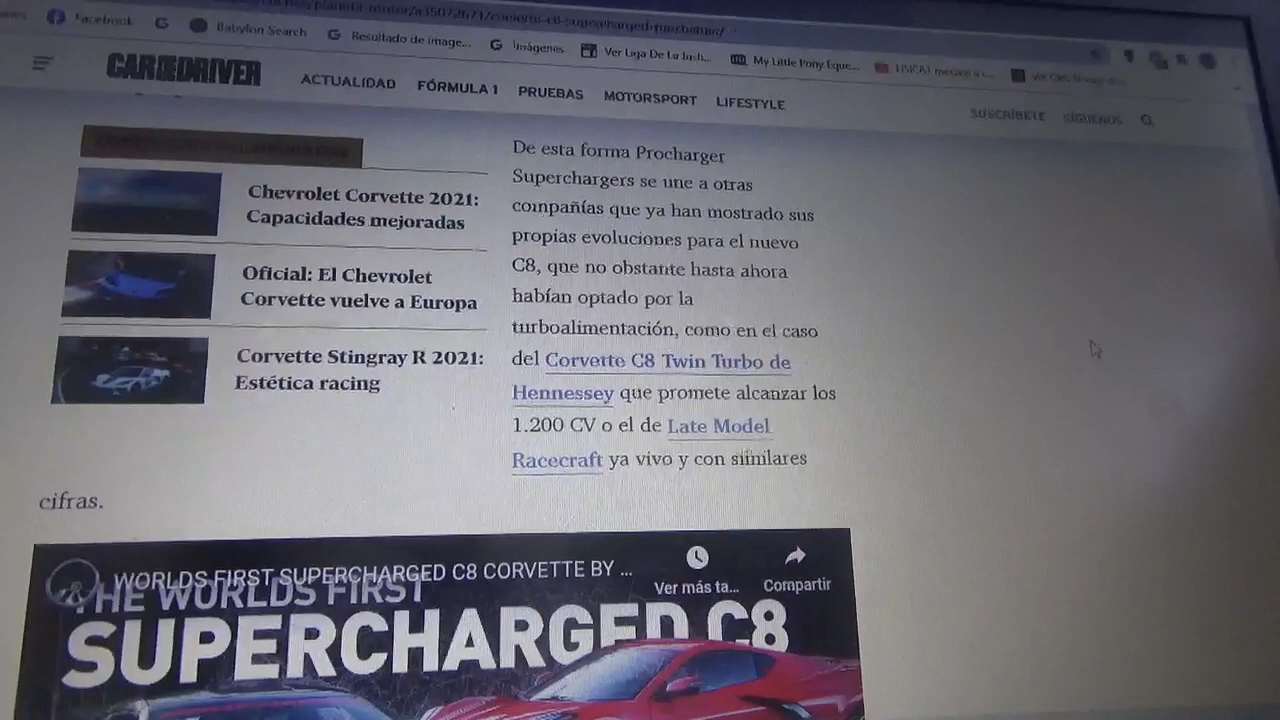 Facebook
G
Babylon Search
G Resultado de image...
G Imágenes
Ver Liga De La Justi...
My Little Pony Eque...
CAR AND DRIVER
ACTUALIDAD FÓRMULA 1 PRUEBAS MOTORSPORT LIFESTYLE
SUSCRÍBETE SÍGUENOS
Chevrolet Corvette 2021:
Capacidades mejoradas
Oficial: El Chevrolet
Corvette vuelve a Europa
Corvette Stingray R 2021:
Estética racing
De esta forma Procharger
Superchargers se une a otras
compañías que ya han mostrado sus
propias evoluciones para el nuevo
C8, que no obstante hasta ahora
habían optado por la
turboalimentación, como en el caso
del Corvette C8 Twin Turbo de
Hennessey que promete alcanzar los
1.200 CV o el de Late Model
Racecraft ya vivo y con similares
cifras.
WORLDS FIRST SUPERCHARGED C8 CORVETTE BY ...
Ver más ta...
Compartir
THE WORLDS FIRST
SUPERCHARGED C8